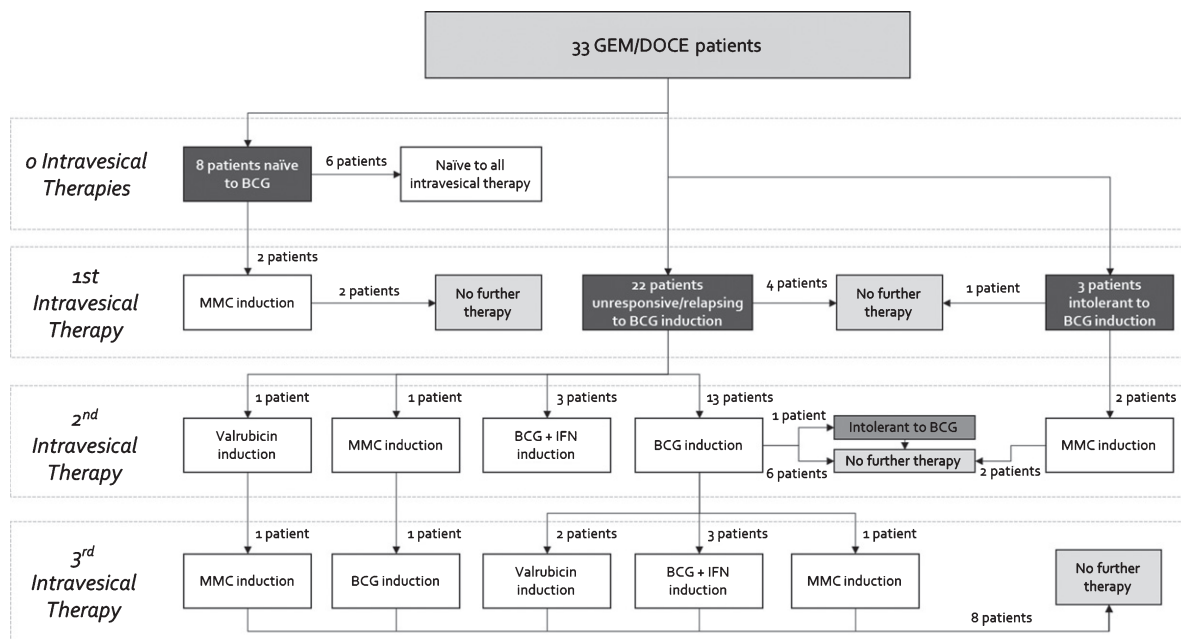 33 GEM/DOCE patients
0 Intravesical
Therapies
8 patients naïve
to BCG
6 patients
Naïve to all
intravesical therapy
2 patients
1st
Intravesical
Therapy
MMC induction
2 patients
No further
therapy
22 patients
unresponsive/relapsing
to BCG induction
4 patients
No further
therapy
1 patient
3 patients
intolerant to
BCG induction
1 patient
1 patient
3 patients
13 patients
2 patients
2nd
Intravesical
Therapy
Valrubicin
induction
MMC induction
BCG + IFN
induction
BCG induction
1 patient
Intolerant to BCG
6 patients
No further therapy
2 patients
MMC induction
1 patient
1 patient
2 patients
3 patients
1 patient
3rd
Intravesical
Therapy
MMC induction
BCG induction
Valrubicin
induction
BCG + IFN
induction
MMC induction
No further
therapy
8 patients